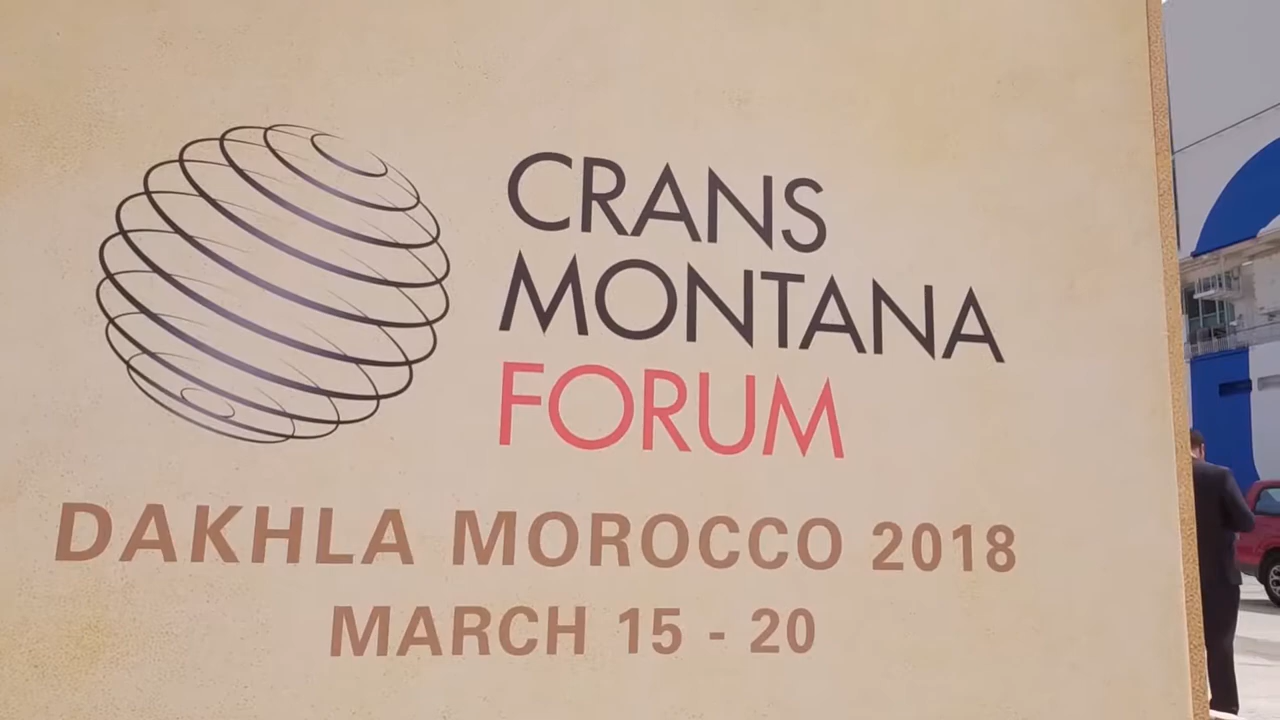 CRANS
MONTANA
FORUM
DAKHLA MOROCCO 2018
MARCH 15 - 20